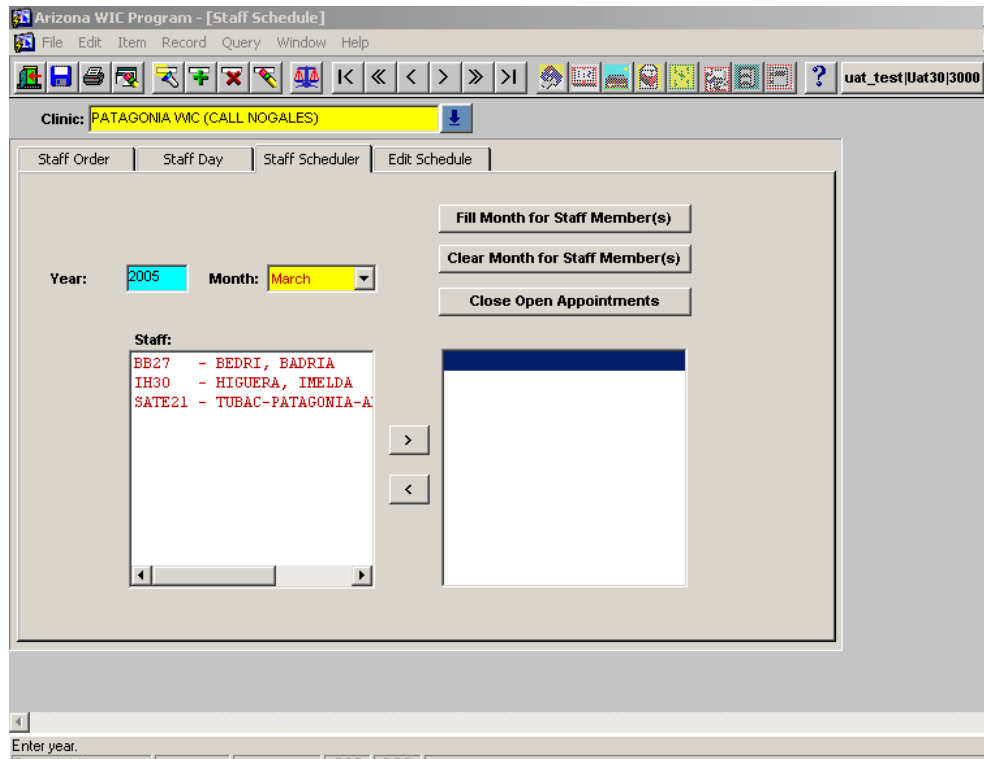 Arizona WIC Program - [Staff Schedule]
File Edit Item Record Query Window Help
uat_test|Uat30|3000
Clinic: PATAGONIA WIC (CALL NOGALES)
Staff Order Staff Day Staff Scheduler Edit Schedule
Fill Month for Staff Member(s)
Clear Month for Staff Member(s)
Year: 2005 Month: March
Close Open Appointments
Staff:
BB27 - BEDRI, BADRIA
IH30 - HIGUERA, IMELDA
SATE21 - TUBAC-PATAGONIA-A
>
<
Enter year.